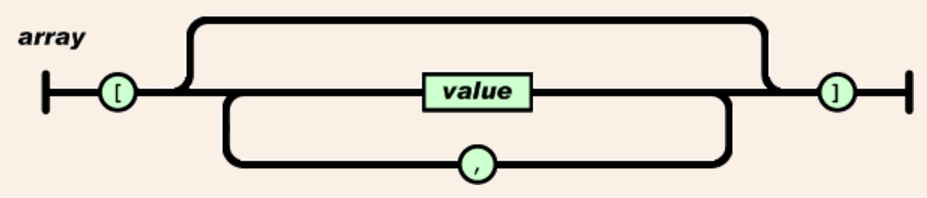 array
[ value ]
,